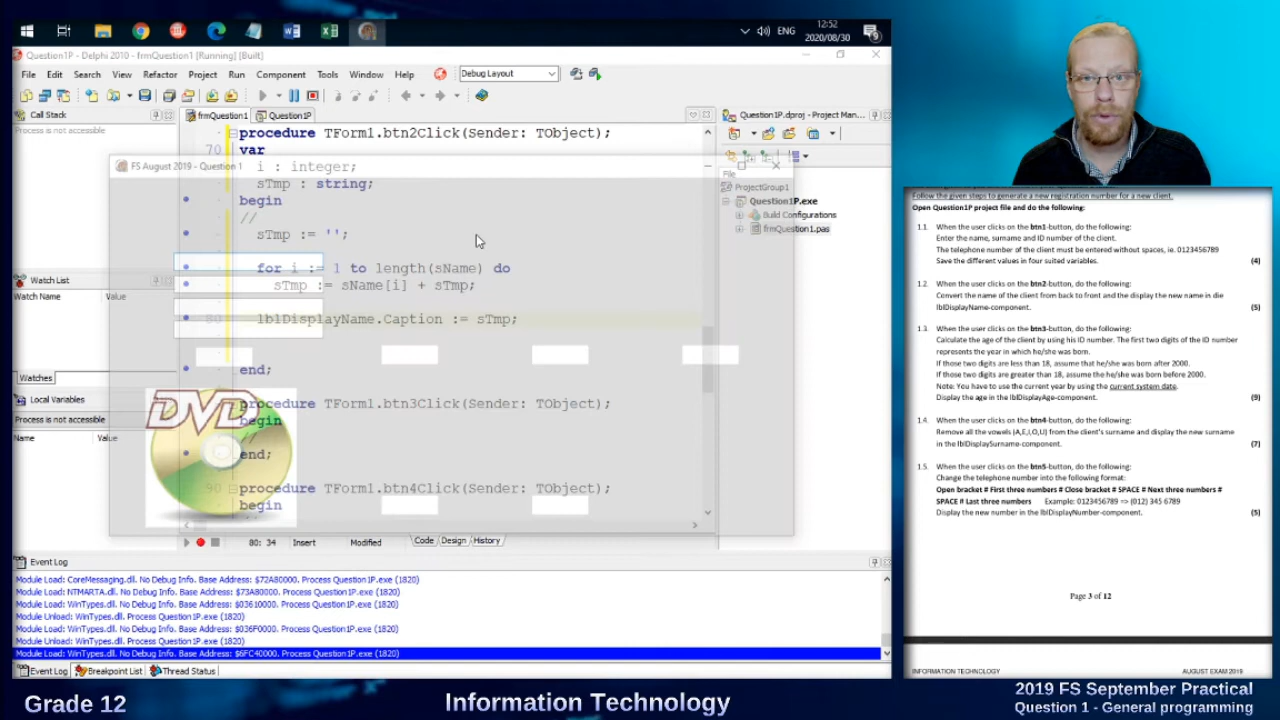 12:52
ENG
2020/08/30
9
Question1P - Delphi 2010 - frmQuestion1 [Running] [Built]
File Edit Search View Refactor Project Run Component Tools Window Help
Debug Layout
Call Stack
Process is not accessible
frmQuestion1
Question1P
Question1P.dproj - Project Man...
procedure TForm1.btn2Click(Sender: TObject);
70
var
i : integer;
FS August 2019 - Question 1
sTmp : string;
begin
//
sTmp := '';
for i := 1 to length(sName) do
sTmp := sName[i] + sTmp;
80
lblDisplayName.Caption := sTmp;
end;
procedure TForm1.btn3Click(Sender: TObject);
begin
end;
90
procedure TForm1.btn5Click(Sender: TObject);
begin
File
ProjectGroup1
Question1P.exe
Build Configurations
frmQuestion1.pas
Watch List
Watch Name Value
Watches
Local Variables
Process is not accessible
Name Value
DVD
80: 34 Insert Modified
Code Design History
Event Log
Module Load: CoreMessaging.dll. No Debug Info. Base Address: $72A80000. Process Question1P.exe (1820)
Module Load: NTMARTA.dll. No Debug Info. Base Address: $73A80000. Process Question1P.exe (1820)
Module Load: WinTypes.dll. No Debug Info. Base Address: $03610000. Process Question1P.exe (1820)
Module Unload: WinTypes.dll. Process Question1P.exe (1820)
Module Load: WinTypes.dll. No Debug Info. Base Address: $036F0000. Process Question1P.exe (1820)
Module Unload: WinTypes.dll. Process Question1P.exe (1820)
Module Load: WinTypes.dll. No Debug Info. Base Address: $6FC40000. Process Question1P.exe (1820)
Event Log Breakpoint List Thread Status
Follow the given steps to generate a new registration number for a new client.
Open Question1P project file and do the following:
1.1. When the user clicks on the btn1-button, do the following:
Enter the name, surname and ID number of the client.
The telephone number of the client must be entered without spaces, ie. 0123456789
Save the different values in four suited variables. (4)
1.2. When the user clicks on the btn2-button, do the following:
Convert the name of the client from back to front and the display the new name in die
lblDisplayName-component. (5)
1.3. When the user clicks on the btn3-button, do the following:
Calculate the age of the client by using his ID number. The first two digits of the ID number
represents the year in which he/she was born.
If those two digits are less than 18, assume that he/she was born after 2000.
If those two digits are greater than 18, assume the he/she was born before 2000.
Note: You have to use the current year by using the current system date.
Display the age in the lblDisplayAge-component. (9)
1.4. When the user clicks on the btn4-button, do the following:
Remove all the vowels (A,E,I,O,U) from the client's surname and display the new surname
in the lblDisplaySurname-component. (7)
1.5. When the user clicks on the btn5-button, do the following:
Change the telephone number into the following format:
Open bracket # First three numbers # Close bracket # SPACE # Next three numbers #
SPACE # Last three numbers Example: 0123456789 => (012) 345 6789
Display the new number in the lblDisplayNumber-component. (5)
Page 3 of 12
INFORMATION TECHNOLOGY AUGUST EXAM 2019
Grade 12
Information Technology
2019 FS September Practical
Question 1 - General programming